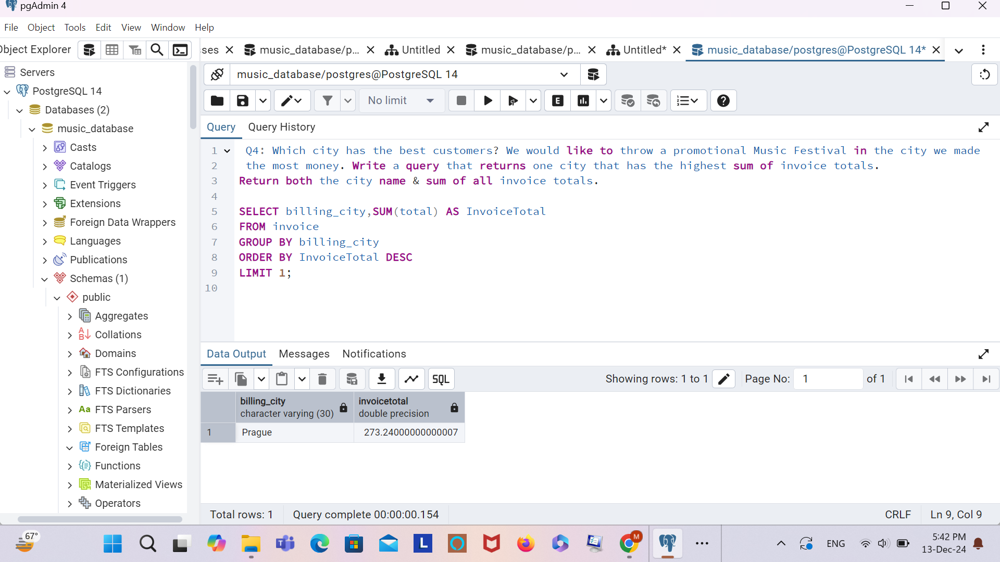 pgAdmin 4
File Object Tools Edit View Window Help
Object Explorer
ses music_database/p... Untitled music_database/p... Untitled* music_database/postgres@PostgreSQL 14*
Servers
PostgreSQL 14
Databases (2)
music_database
Casts
Catalogs
Event Triggers
Extensions
Foreign Data Wrappers
Languages
Publications
Schemas (1)
public
Aggregates
Collations
Domains
FTS Configurations
FTS Dictionaries
Aa FTS Parsers
FTS Templates
Foreign Tables
Functions
Materialized Views
Operators
music_database/postgres@PostgreSQL 14
No limit
E
Query Query History
1 Q4: Which city has the best customers? We would like to throw a promotional Music Festival in the city we made
2 the most money. Write a query that returns one city that has the highest sum of invoice totals.
3 Return both the city name & sum of all invoice totals.
4
5 SELECT billing_city,SUM(total) AS InvoiceTotal
6 FROM invoice
7 GROUP BY billing_city
8 ORDER BY InvoiceTotal DESC
9 LIMIT 1;
10
Data Output Messages Notifications
SQL Showing rows: 1 to 1 Page No: 1 of 1
billing_city invoicetotal
character varying (30) double precision
1 Prague 273.24000000000007
Total rows: 1 Query complete 00:00:00.154 CRLF Ln 9, Col 9
67°
L
M
ENG
5:42 PM
13-Dec-24